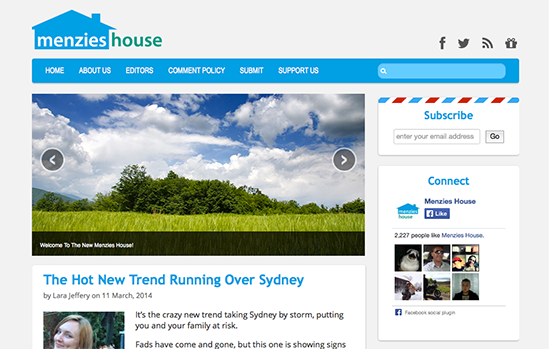 menzies house
HOME ABOUT US EDITORS COMMENT POLICY SUBMIT SUPPORT US
Welcome To The New Menzies House!
The Hot New Trend Running Over Sydney
by Lara Jeffery on 11 March, 2014
It's the crazy new trend taking Sydney by storm, putting
you and your family at risk.
Fads have come and gone, but this one is showing signs
Subscribe
enter your email address Go
Connect
menzies house
Menzies House
f Like
2,227 people like Menzies House.
f Facebook social plugin